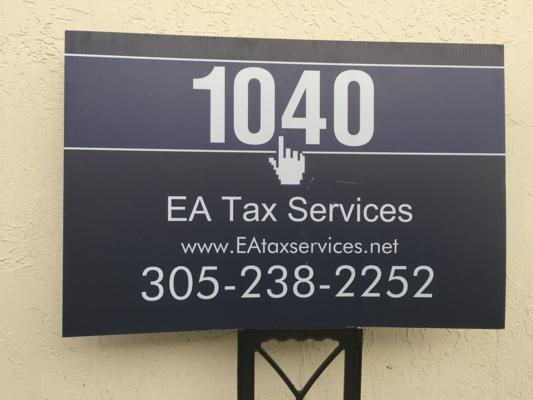 1040
EA Tax Services
www.EAtaxservices.net
305-238-2252